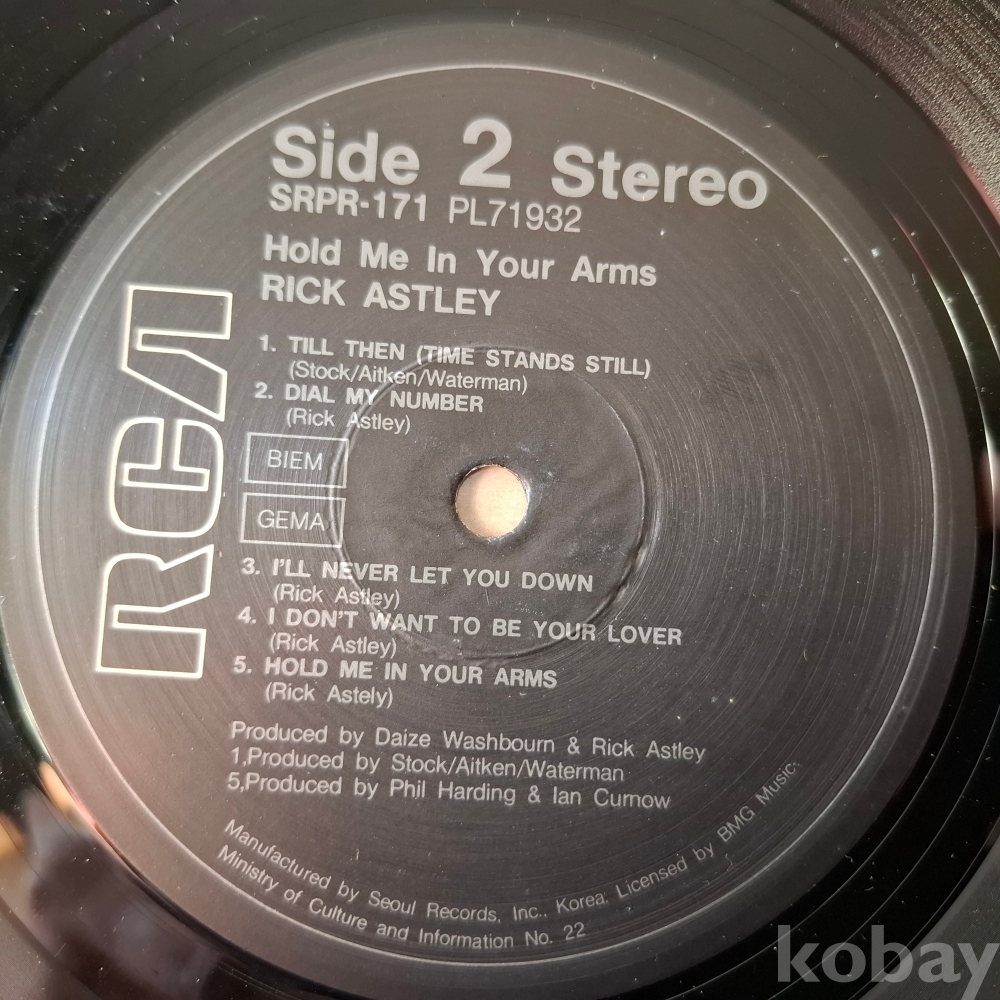 Side 2 Stereo
SRPR-171 PL71932
Hold Me In Your Arms
RICK ASTLEY
RCA
1. TILL THEN (TIME STANDS STILL)
(Stock/Aitken/Waterman)
2. DIAL MY NUMBER
(Rick Astley)
BIEM
GEMA
3. I'LL NEVER LET YOU DOWN
(Rick Astley)
4. I DON'T WANT TO BE YOUR LOVER
(Rick Astley)
5. HOLD ME IN YOUR ARMS
(Rick Astely)
Produced by Daize Washbourn & Rick Astley
1,Produced by Stock/Aitken/Waterman
5,Produced by Phil Harding & Ian Curnow
Manufactured by Seoul Records, Inc., Korea. Licensed by BMG Music.
Ministry of Culture and Information No. 22
kobay